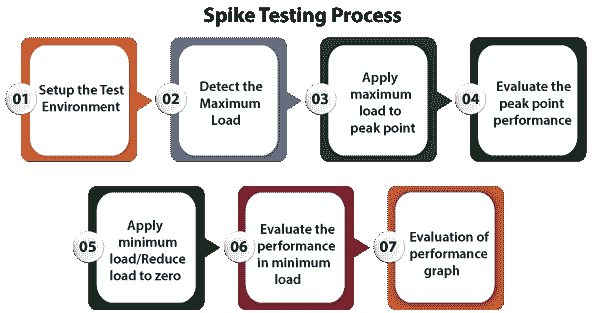 Spike Testing Process
01
Setup the Test
Environment
02
Detect the
Maximum
Load
03
Apply
maximum
load to
peak point
04
Evaluate the
peak point
performance
05
Apply
minimum
load/Reduce
load to zero
06
Evaluate the
performance
in minimum
load
07
Evaluation of
performance
graph